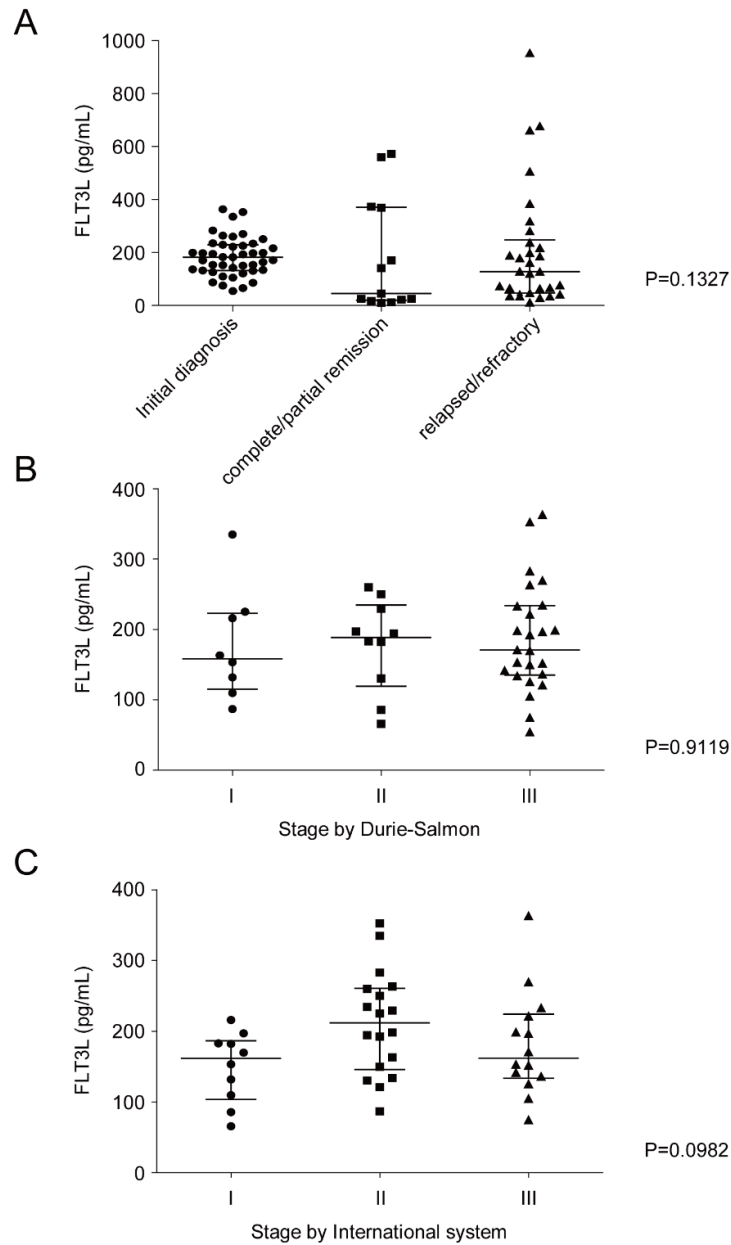 A
1000
800
600
400
200
0
FLT3L (pg/mL)
P=0.1327
Initial diagnosis
complete/partial remission
relapsed/refractory
B
400
300
200
100
0
FLT3L (pg/mL)
P=0.9119
I II III
Stage by Durie-Salmon
C
400
300
200
100
0
FLT3L (pg/mL)
P=0.0982
I II III
Stage by International system